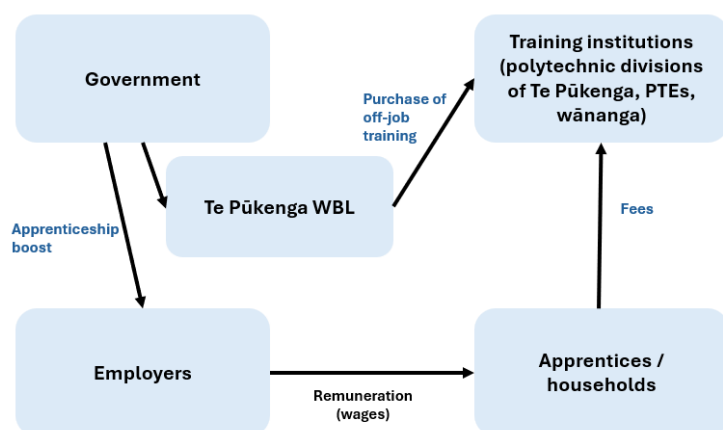 Government
Training institutions
(polytechnic divisions
of Te Pūkenga, PTEs,
wānanga)
Purchase of
off-job
training
Te Pūkenga WBL
Apprenticeship
boost
Fees
Employers
Remuneration
(wages)
Apprentices /
households